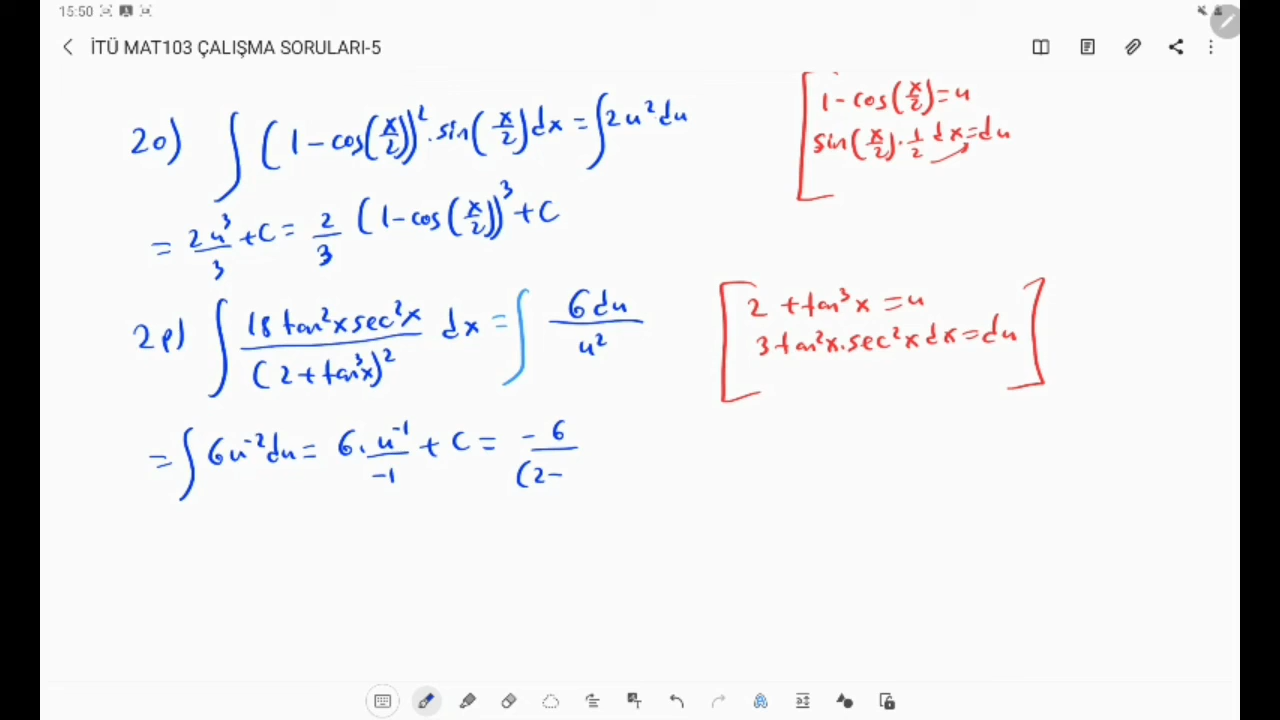 15:50
İTÜ MAT103 ÇALIŞMA SORULARI-5
2o) ∫ (1 - cos(x/2))² . sin(x/2) dx = ∫ 2u² du
1 - cos(x/2) = u
sin(x/2) . 1/2 dx = du
= 2u³/3 + C = 2/3 (1 - cos(x/2))³ + C
2p) ∫ 18 tan²x sec²x / (2 + tan³x)² dx = ∫ 6 du / u²
2 + tan³x = u
3 tan²x . sec²x dx = du
= ∫ 6u⁻² du = 6 . u⁻¹/-1 + C = -6/(2-